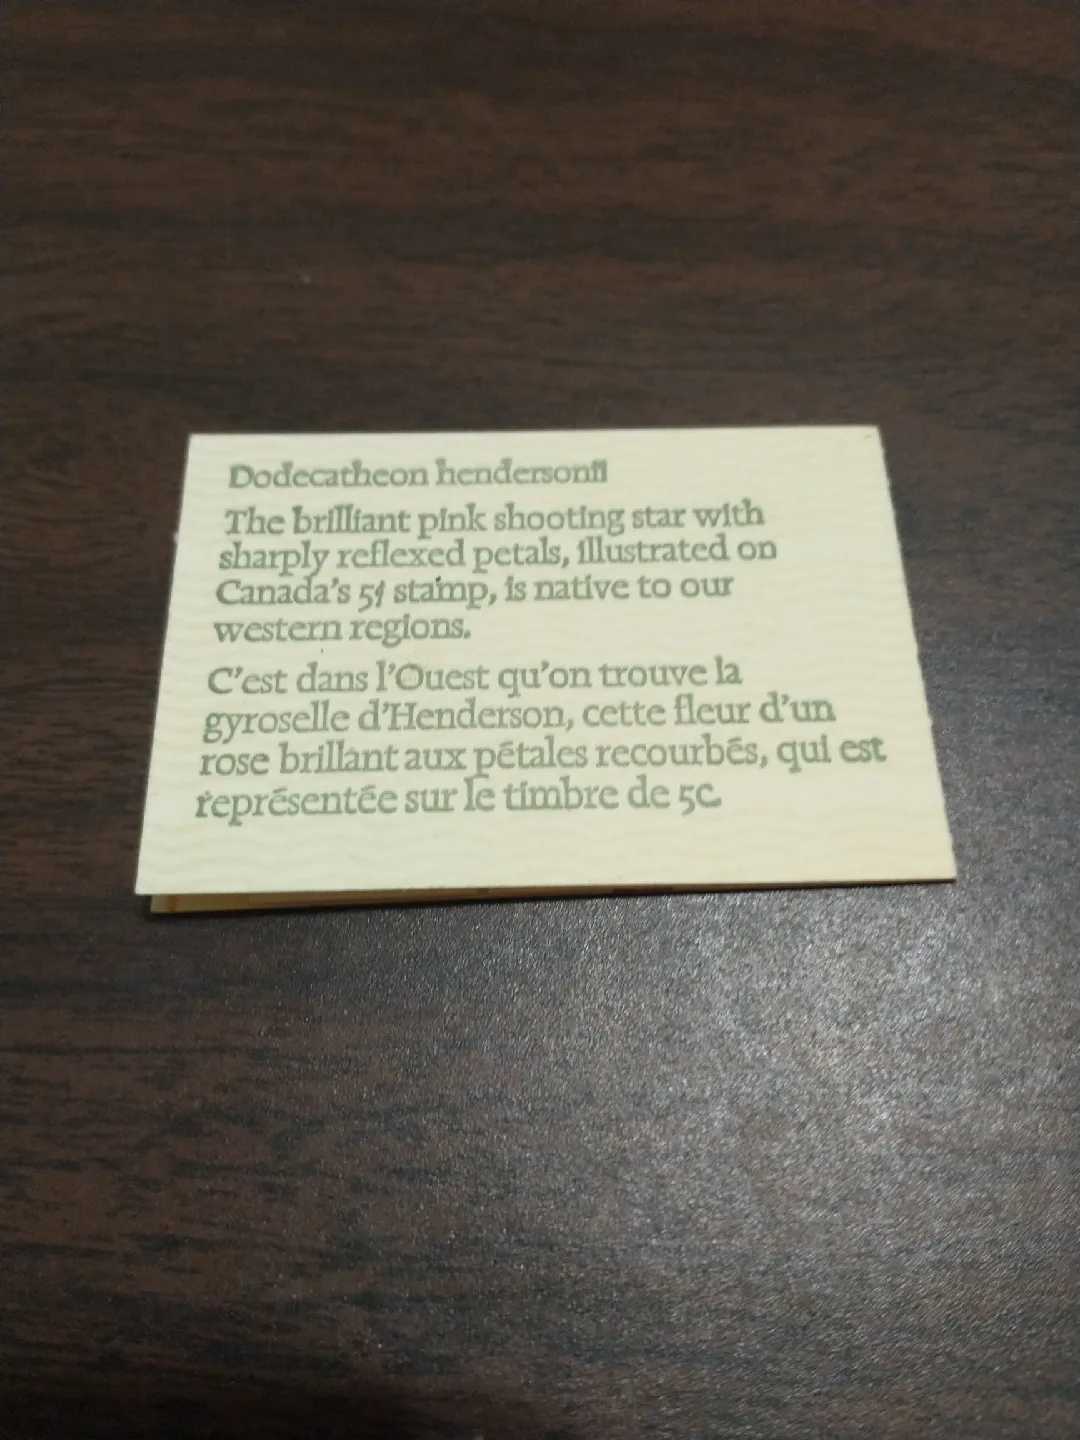 Dodecatheon hendersonii
The brilliant pink shooting star with
sharply reflexed petals, illustrated on
Canada's 5¢ stamp, is native to our
western regions.
C'est dans l'Ouest qu'on trouve la
gyroselle d'Henderson, cette fleur d'un
rose brillant aux pétales recourbés, qui est
représentée sur le timbre de 5c.